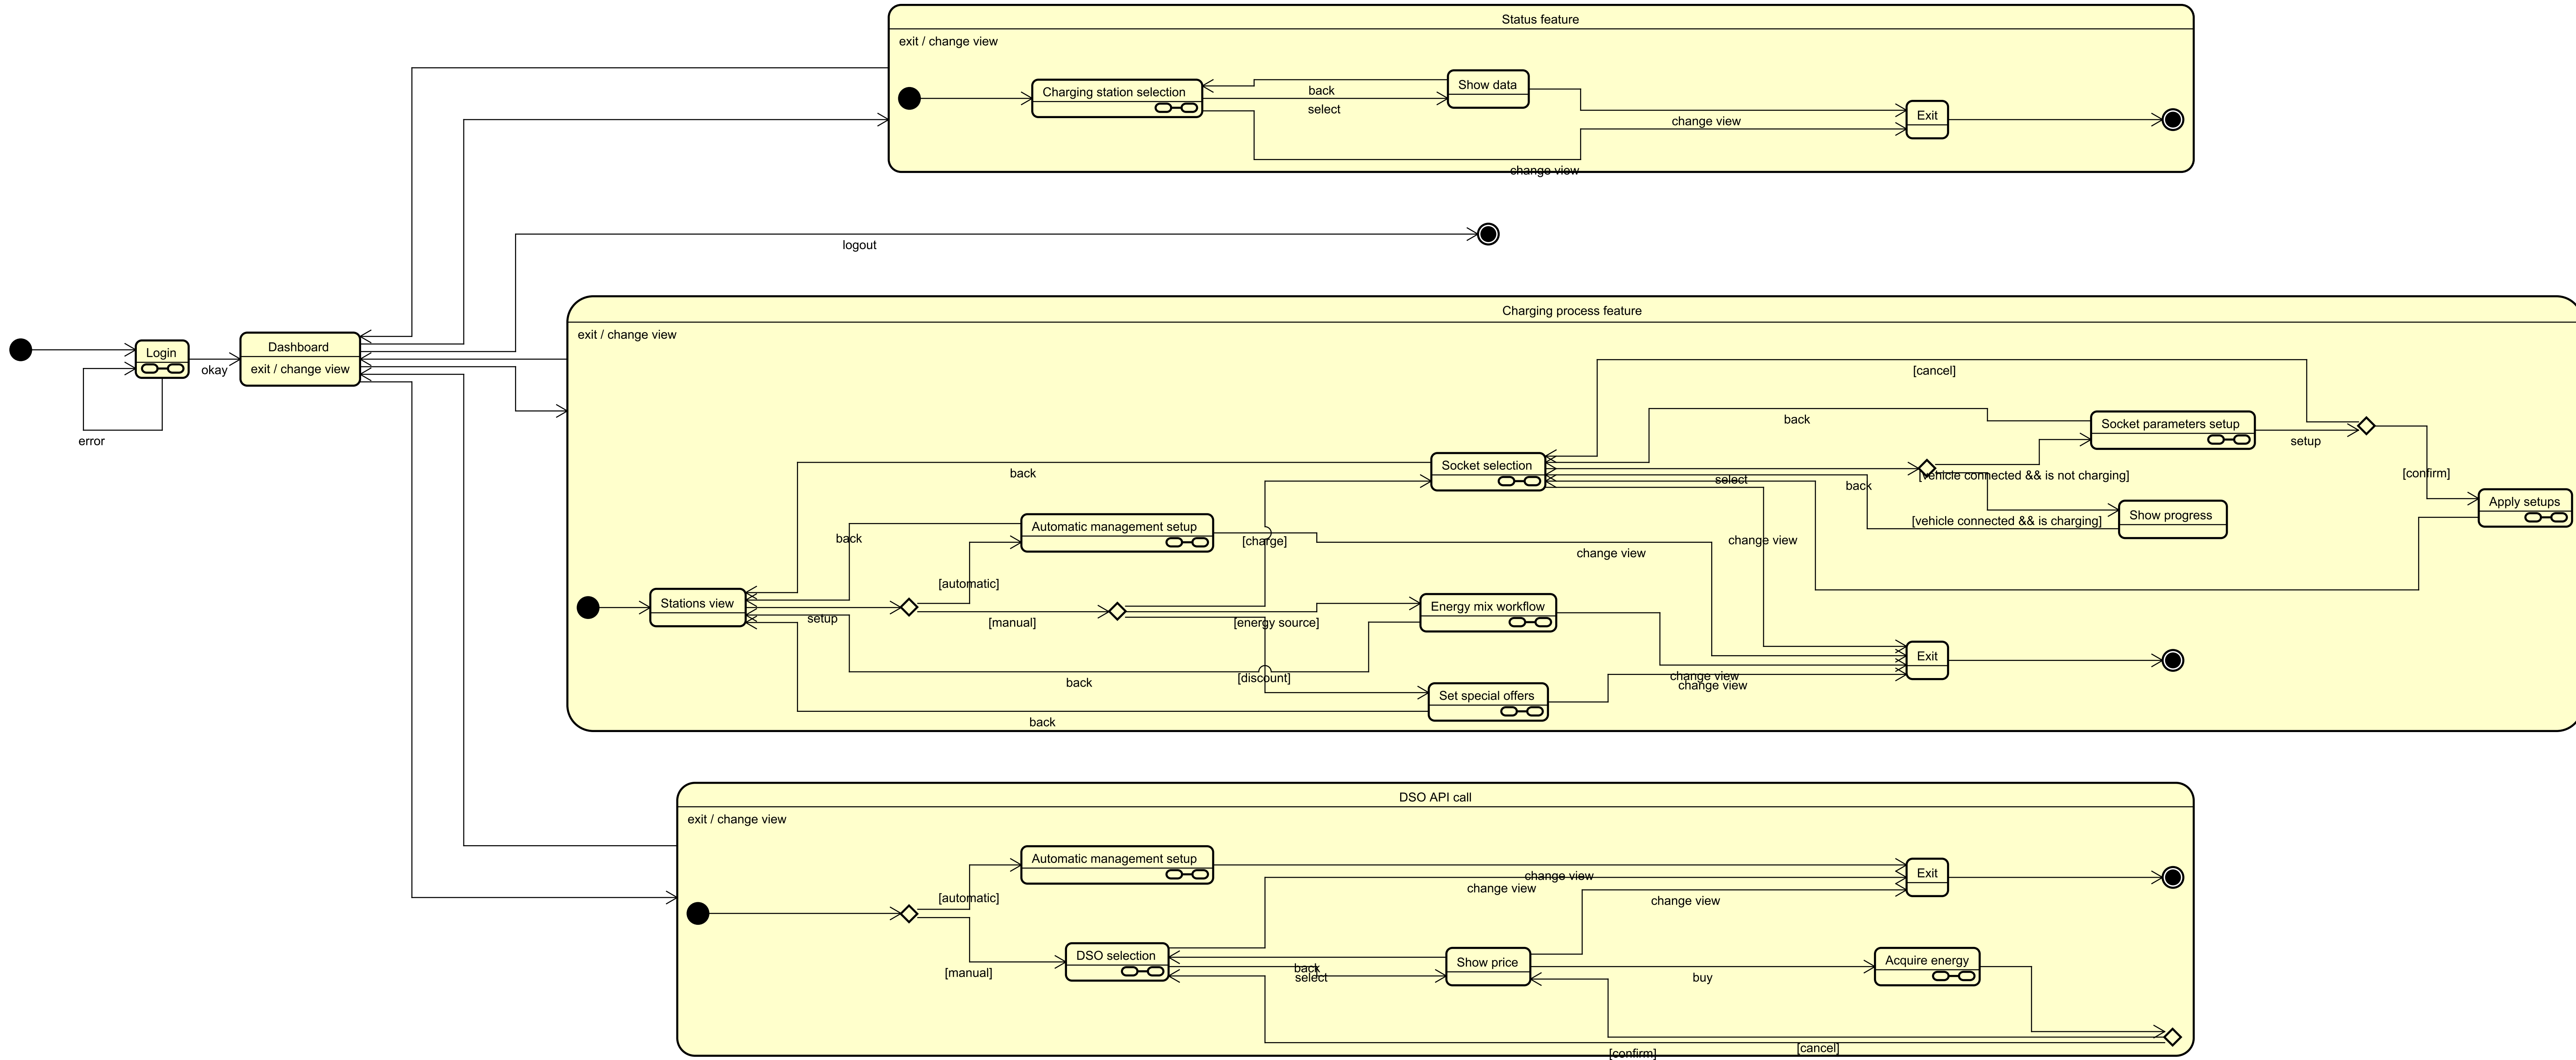 Status feature
exit / change view
Charging station selection
Show data
back
select
change view
Exit
change view
logout
Charging process feature
exit / change view
Login
okay
error
Dashboard
exit / change view
[cancel]
back
Socket parameters setup
setup
back
Socket selection
select
back
[vehicle connected && is not charging]
[confirm]
Apply setups
Show progress
[vehicle connected && is charging]
Automatic management setup
back
[charge]
change view
change view
[automatic]
Stations view
setup
[manual]
[energy source]
Energy mix workflow
Exit
back
[discount]
change view
change view
Set special offers
back
DSO API call
exit / change view
Automatic management setup
change view
change view
Exit
[automatic]
change view
[manual]
DSO selection
back
select
Show price
buy
Acquire energy
[confirm]
[cancel]